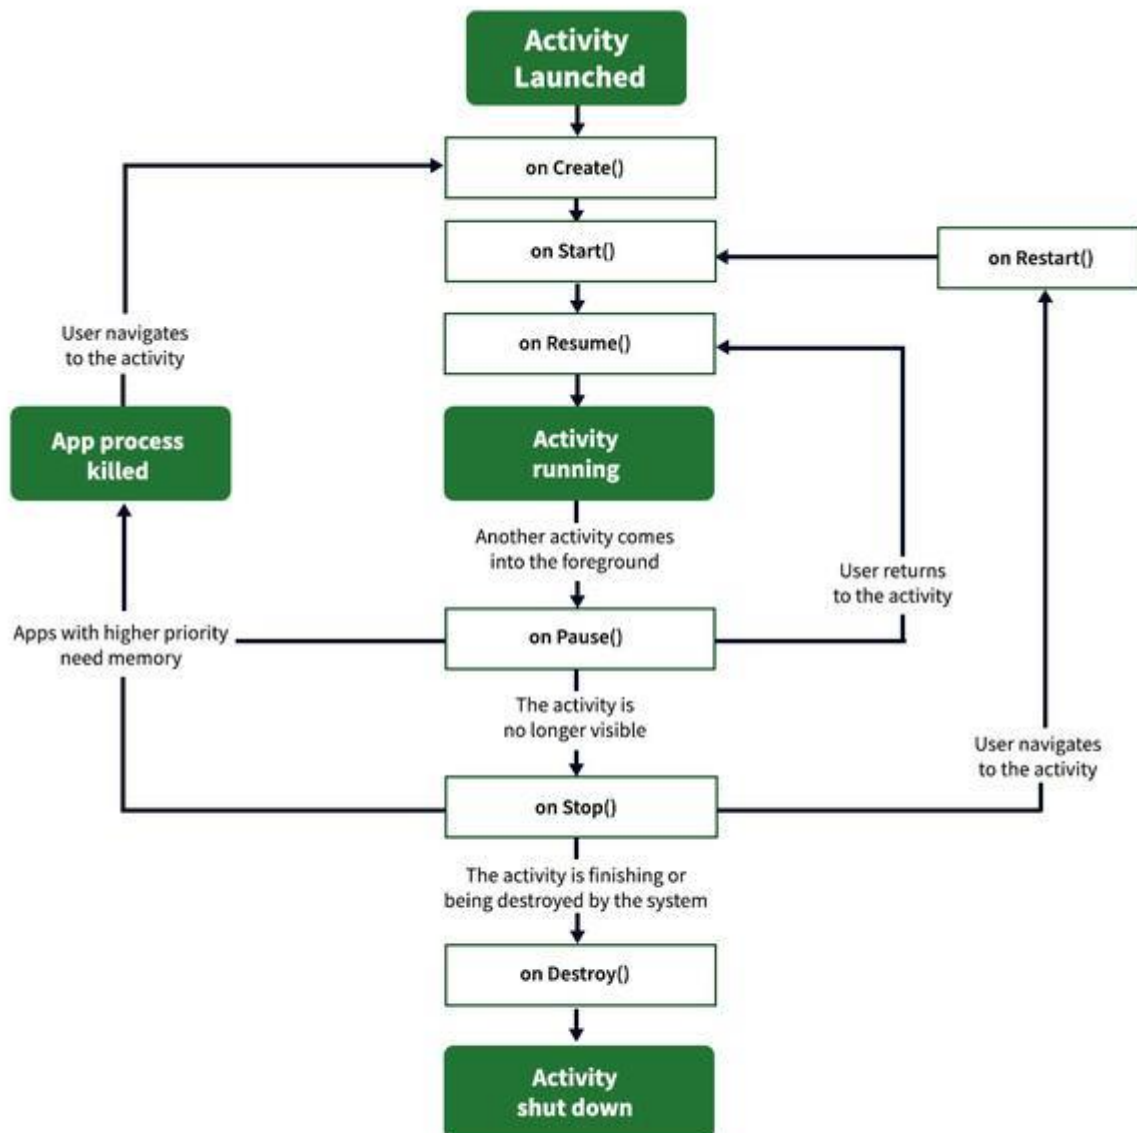 Activity
Launched
on Create()
on Start()
on Restart()
on Resume()
User navigates
to the activity
App process
killed
Activity
running
Another activity comes
into the foreground
User returns
to the activity
Apps with higher priority
need memory
on Pause()
The activity is
no longer visible
User navigates
to the activity
on Stop()
The activity is finishing or
being destroyed by the system
on Destroy()
Activity
shut down